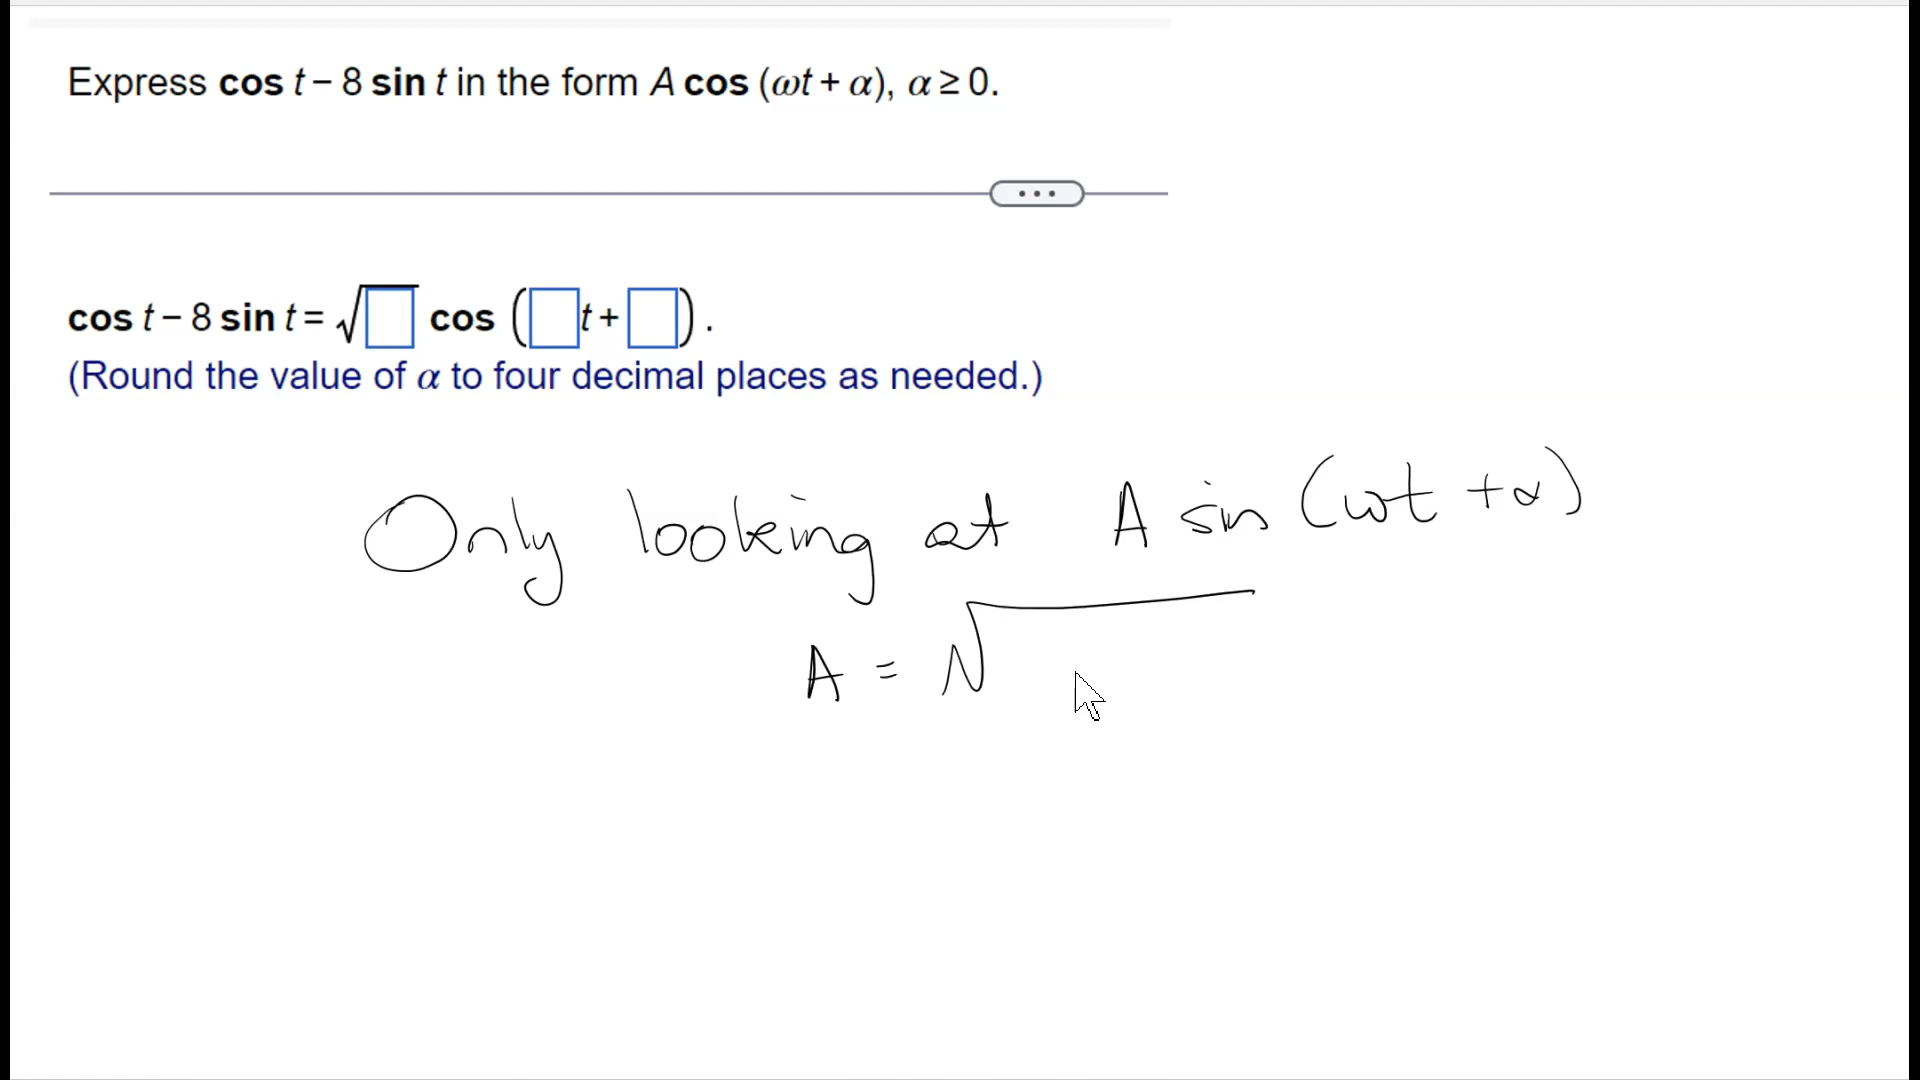 Express cos t − 8 sin t in the form A cos (ωt + α), α ≥ 0.
cos t − 8 sin t = √□ cos (□t + □).
(Round the value of α to four decimal places as needed.)
Only looking at A sin (ωt + α)
A = √